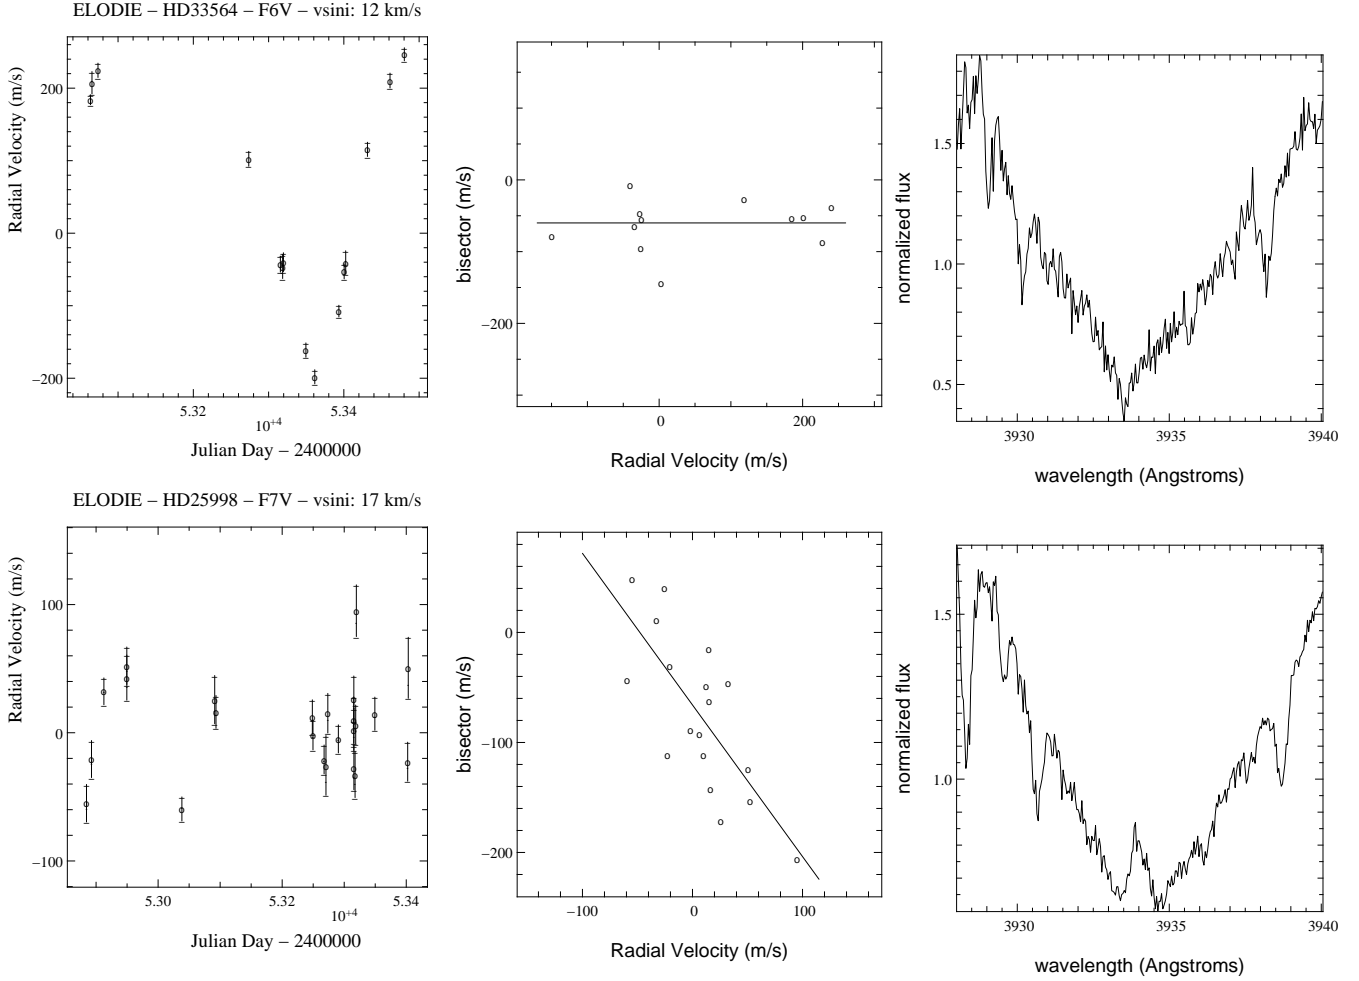 ELODIE – HD33564 – F6V – vsini: 12 km/s
Radial Velocity (m/s)
200
0
−200
5.32
5.34
10+4
Julian Day – 2400000
bisector (m/s)
0
−200
0
200
Radial Velocity (m/s)
normalized flux
1.5
1.0
0.5
3930
3935
3940
wavelength (Angstroms)
ELODIE – HD25998 – F7V – vsini: 17 km/s
Radial Velocity (m/s)
100
0
−100
5.30
5.32
5.34
10+4
Julian Day – 2400000
bisector (m/s)
0
−100
−200
−100
0
100
Radial Velocity (m/s)
normalized flux
1.5
1.0
3930
3935
3940
wavelength (Angstroms)